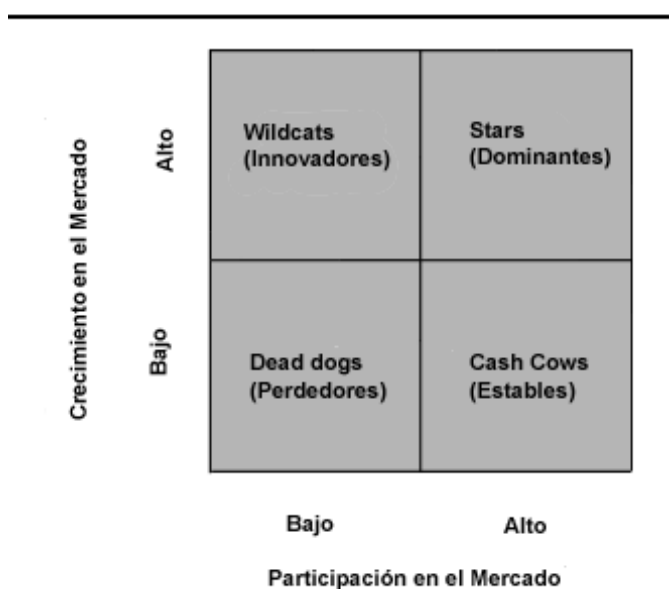 Crecimiento en el Mercado
Alto
Bajo
Wildcats
(Innovadores)
Stars
(Dominantes)
Dead dogs
(Perdedores)
Cash Cows
(Estables)
Bajo
Alto
Participación en el Mercado